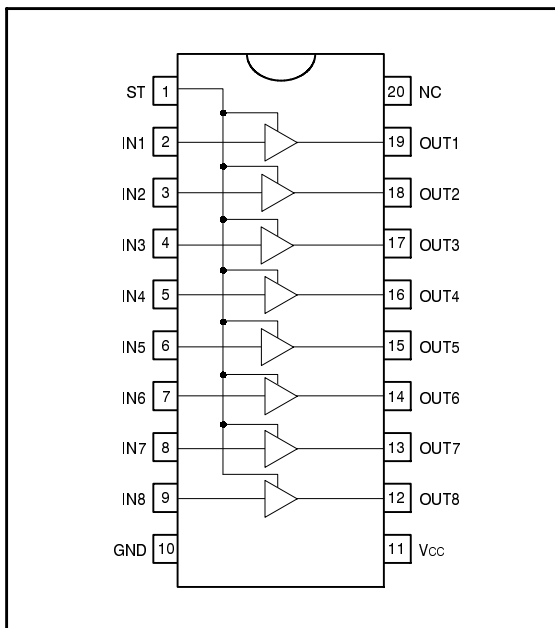 ST 1 20 NC
IN1 2 19 OUT1
IN2 3 18 OUT2
IN3 4 17 OUT3
IN4 5 16 OUT4
IN5 6 15 OUT5
IN6 7 14 OUT6
IN7 8 13 OUT7
IN8 9 12 OUT8
GND 10 11 Vcc